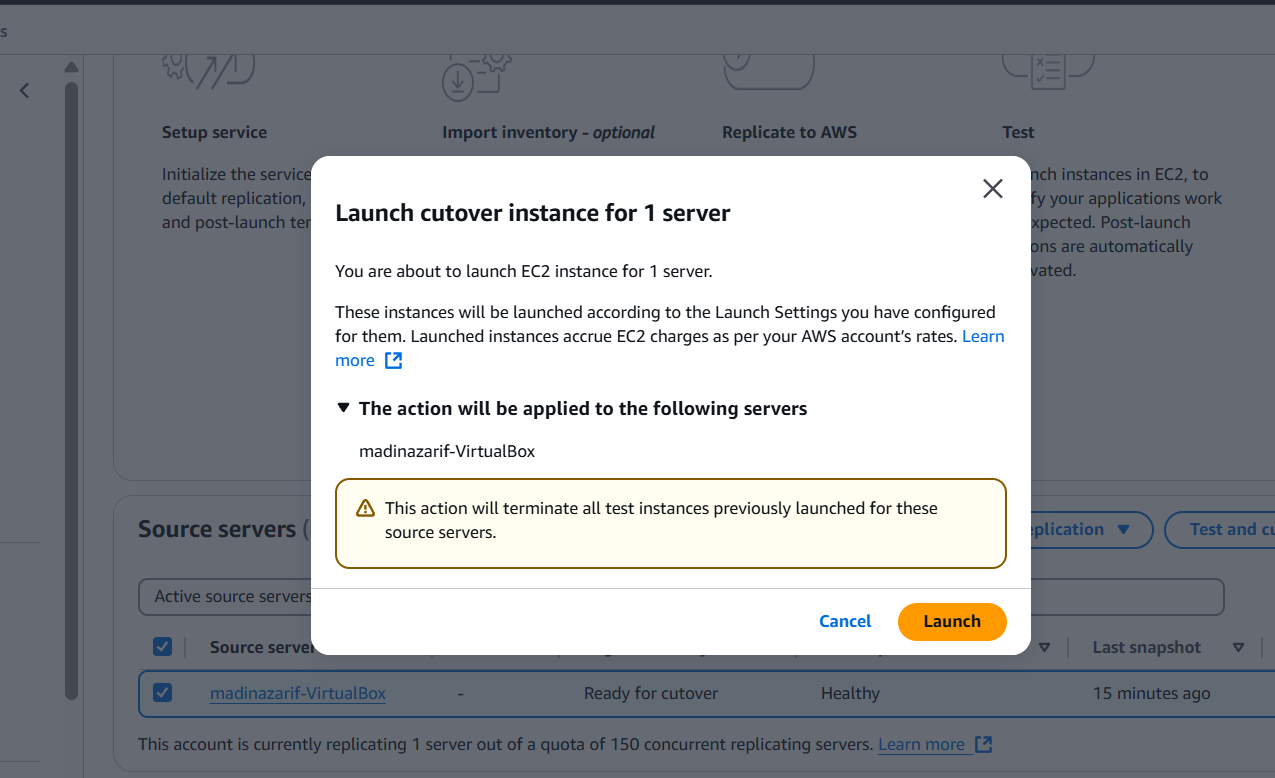 s
Setup service
Import inventory - optional
Replicate to AWS
Test
Initialize the service
default replication,
and post-launch
nch instances in EC2, to
fy your applications work
xpected. Post-launch
ons are automatically
vated.
Launch cutover instance for 1 server
You are about to launch EC2 instance for 1 server.
These instances will be launched according to the Launch Settings you have configured
for them. Launched instances accrue EC2 charges as per your AWS account’s rates. Learn
more
The action will be applied to the following servers
madinazarif-VirtualBox
This action will terminate all test instances previously launched for these
source servers.
Cancel
Launch
Source servers (
eplication
Test and cu
Active source servers
Source server
Last snapshot
madinazarif-VirtualBox
-
Ready for cutover
Healthy
15 minutes ago
This account is currently replicating 1 server out of a quota of 150 concurrent replicating servers. Learn more